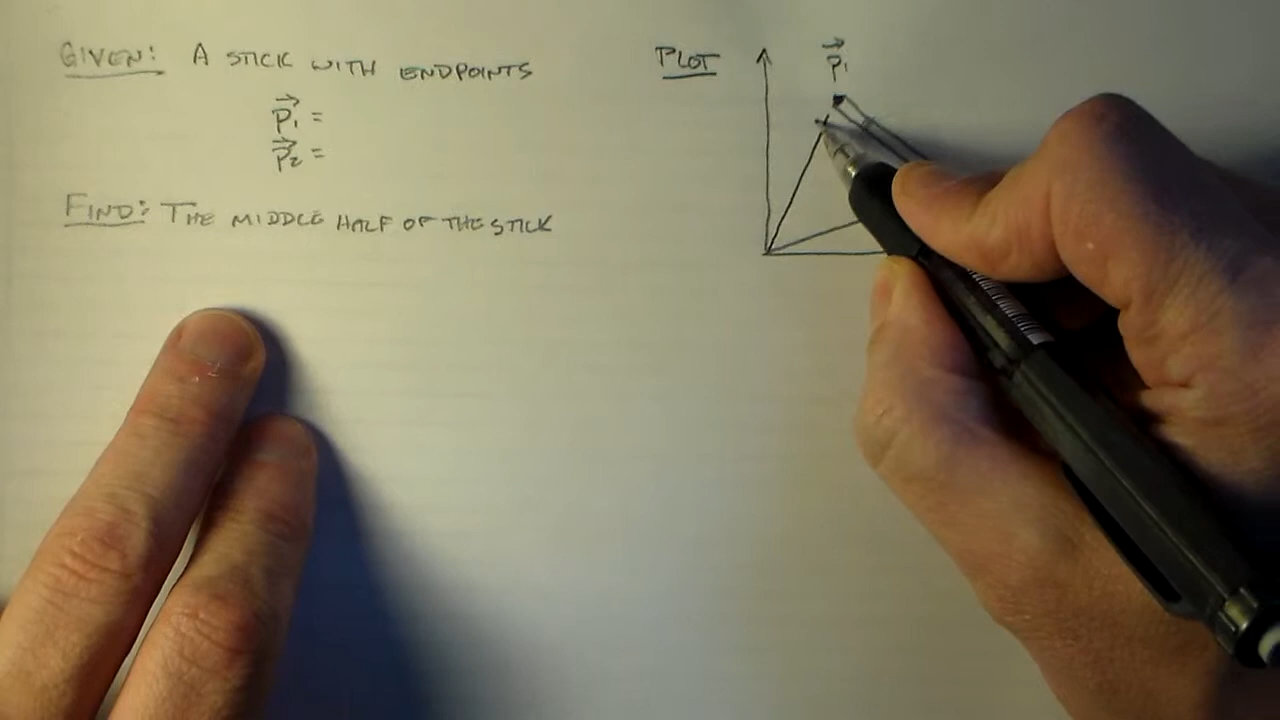 GIVEN: A STICK WITH ENDPOINTS
p⃗₁ =
p⃗₂ =
FIND: THE MIDDLE HALF OF THE STICK
PLOT
p⃗₁